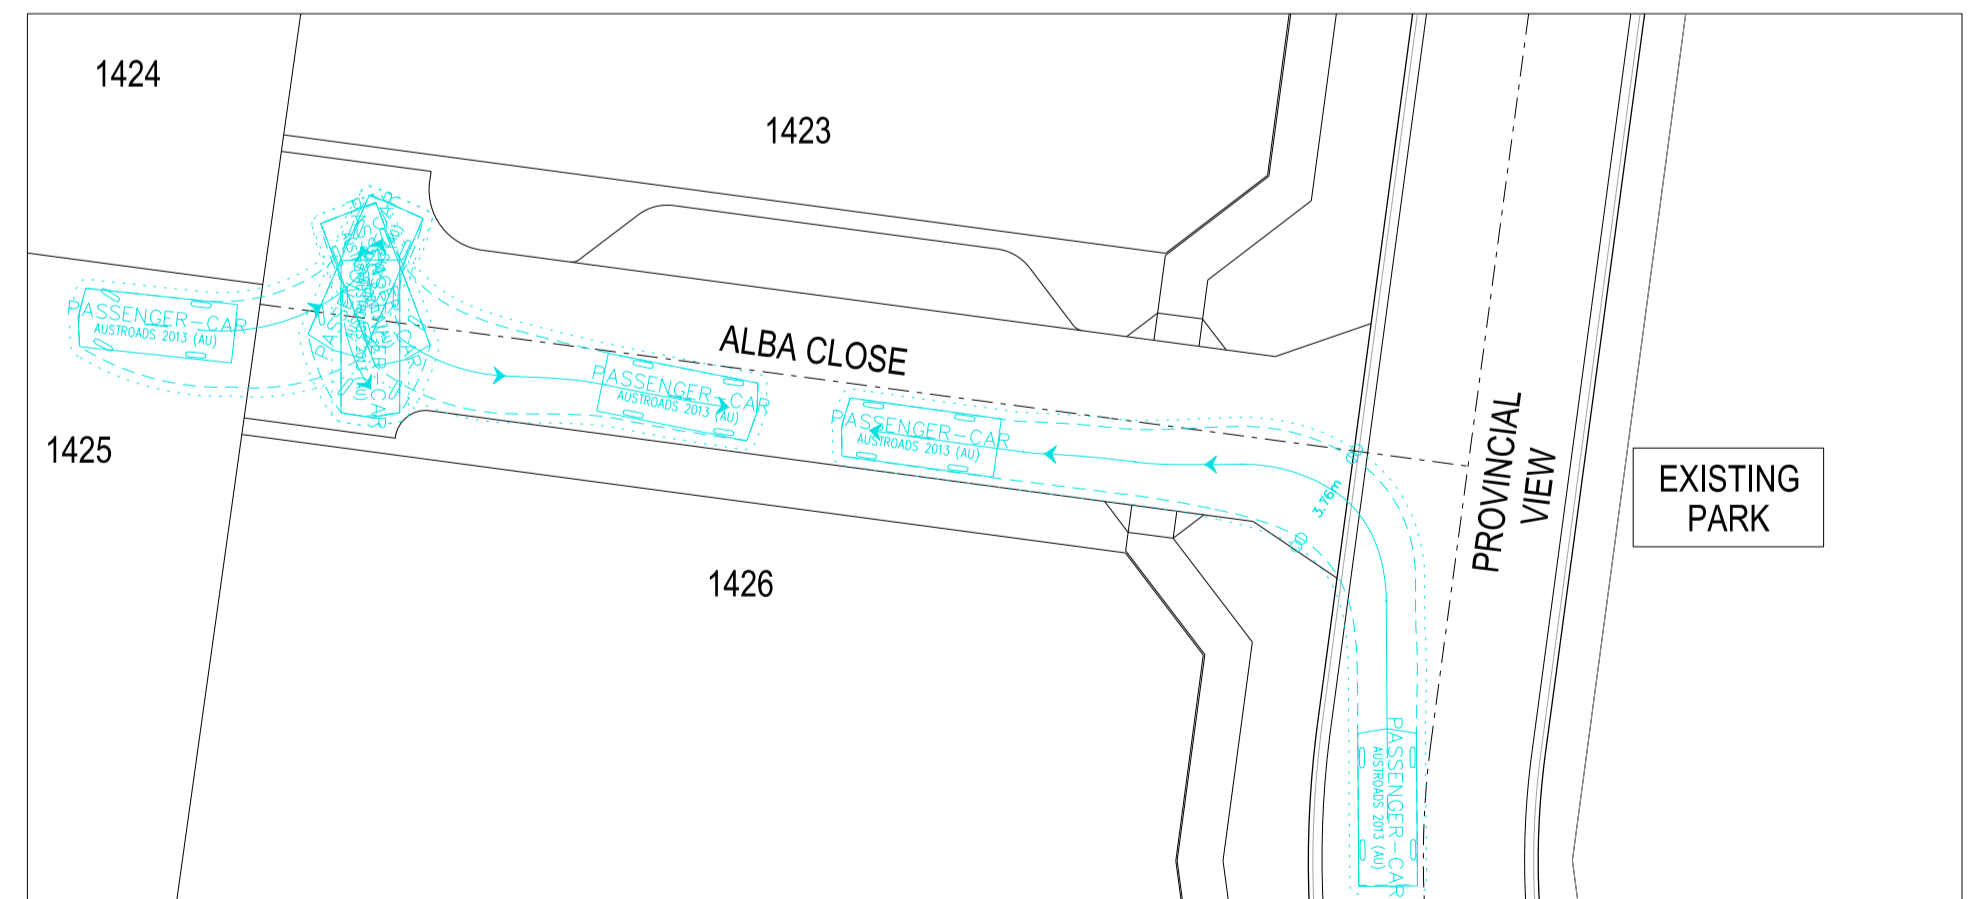 1424
1423
PASSENGER-CAR
AUSTROADS 2013 (AU)
ALBA CLOSE
PASSENGER-CAR
AUSTROADS 2013 (AU)
PASSENGER-CAR
AUSTROADS 2013 (AU)
1425
3.76m
PROVINCIAL
VIEW
EXISTING
PARK
1426
PASSENGER-CAR
AUSTROADS 2013 (AU)